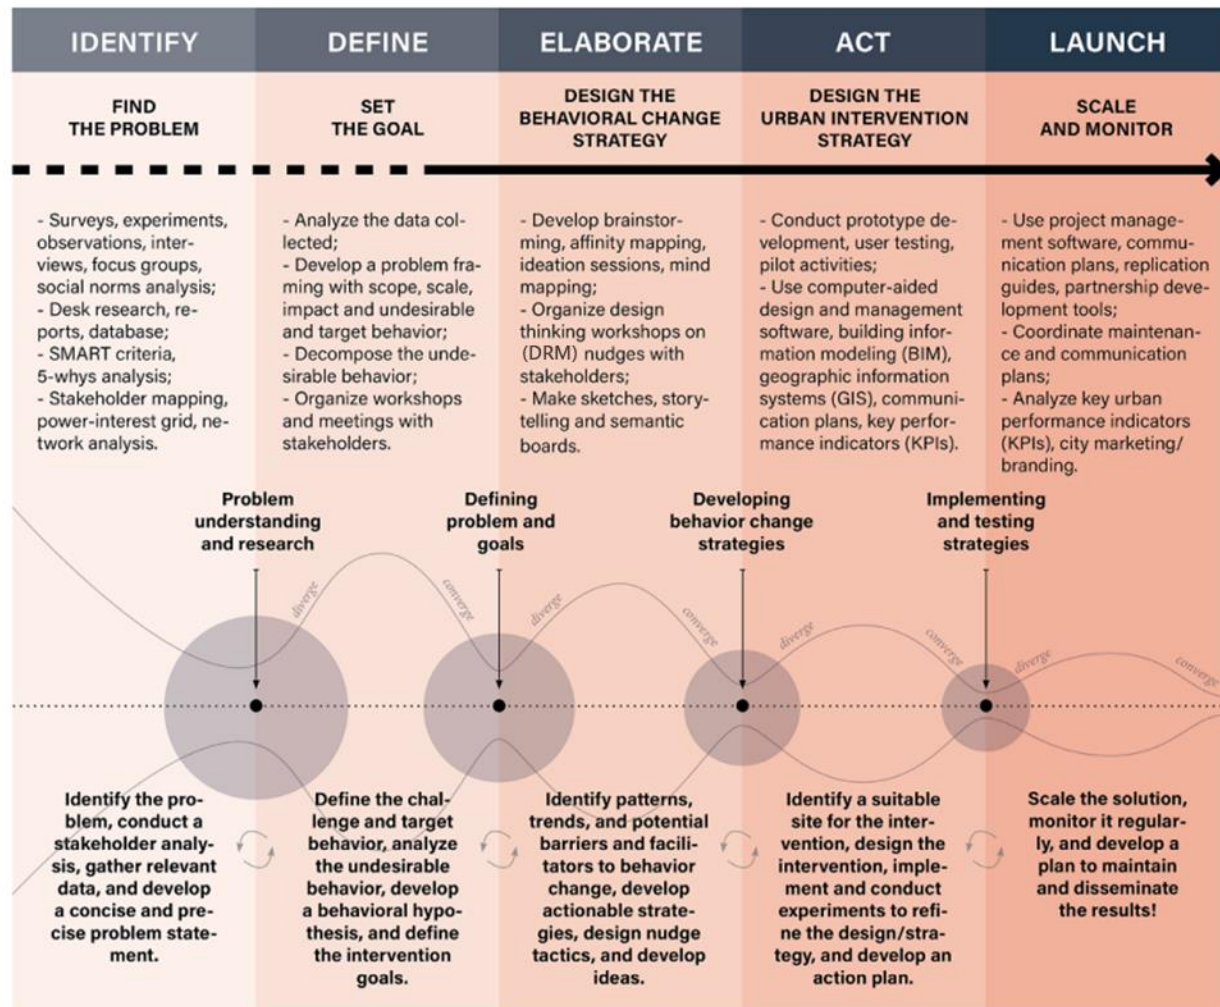 IDENTIFY
DEFINE
ELABORATE
ACT
LAUNCH
FIND
THE PROBLEM
SET
THE GOAL
DESIGN THE
BEHAVIORAL CHANGE
STRATEGY
DESIGN THE
URBAN INTERVENTION
STRATEGY
SCALE
AND MONITOR
- Surveys, experiments,
observations, inter-
views, focus groups,
social norms analysis;
- Desk research, re-
ports, database;
- SMART criteria,
5-whys analysis;
- Stakeholder mapping,
power-interest grid, ne-
twork analysis.
- Analyze the data col-
lected;
- Develop a problem fra-
ming with scope, scale,
impact and undesirable
and target behavior;
- Decompose the unde-
sirable behavior;
- Organize workshops
and meetings with
stakeholders.
- Develop brainstor-
ming, affinity mapping,
ideation sessions, mind
mapping;
- Organize design
thinking workshops on
(DRM) nudges with
stakeholders;
- Make sketches, story-
telling and semantic
boards.
- Conduct prototype de-
velopment, user testing,
pilot activities;
- Use computer-aided
design and management
software, building infor-
mation modeling (BIM),
geographic information
systems (GIS), communi-
cation plans, key perfor-
mance indicators (KPIs).
- Use project manage-
ment software, commu-
nication plans, replication
guides, partnership deve-
lopment tools;
- Coordinate maintenan-
ce and communication
plans;
- Analyze key urban
performance indicators
(KPIs), city marketing/
branding.
Problem
understanding
and research
Defining
problem and
goals
Developing
behavior change
strategies
Implementing
and testing
strategies
diverge
converge
diverge
converge
diverge
converge
diverge
converge
Identify the pro-
blem, conduct a
stakeholder analy-
sis, gather relevant
data, and develop
a concise and pre-
cise problem state-
ment.
Define the chal-
lenge and target
behavior, analyze
the undesirable
behavior, develop
a behavioral hypo-
thesis, and define
the intervention
goals.
Identify patterns,
trends, and potential
barriers and facili-
tators to behavior
change, develop
actionable strate-
gies, design nudge
tactics, and develop
ideas.
Identify a suitable
site for the inter-
vention, design the
intervention, imple-
ment and conduct
experiments to refi-
ne the design/stra-
tegy, and develop an
action plan.
Scale the solution,
monitor it regular-
ly, and develop a
plan to maintain
and disseminate
the results!